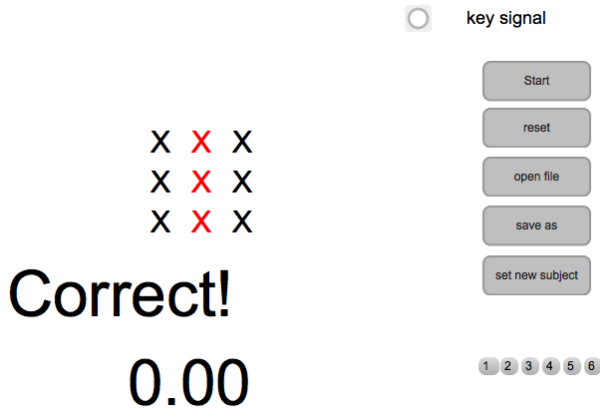 key signal
Start
reset
open file
save as
set new subject
x x x
x x x
x x x
Correct!
0.00
1 2 3 4 5 6